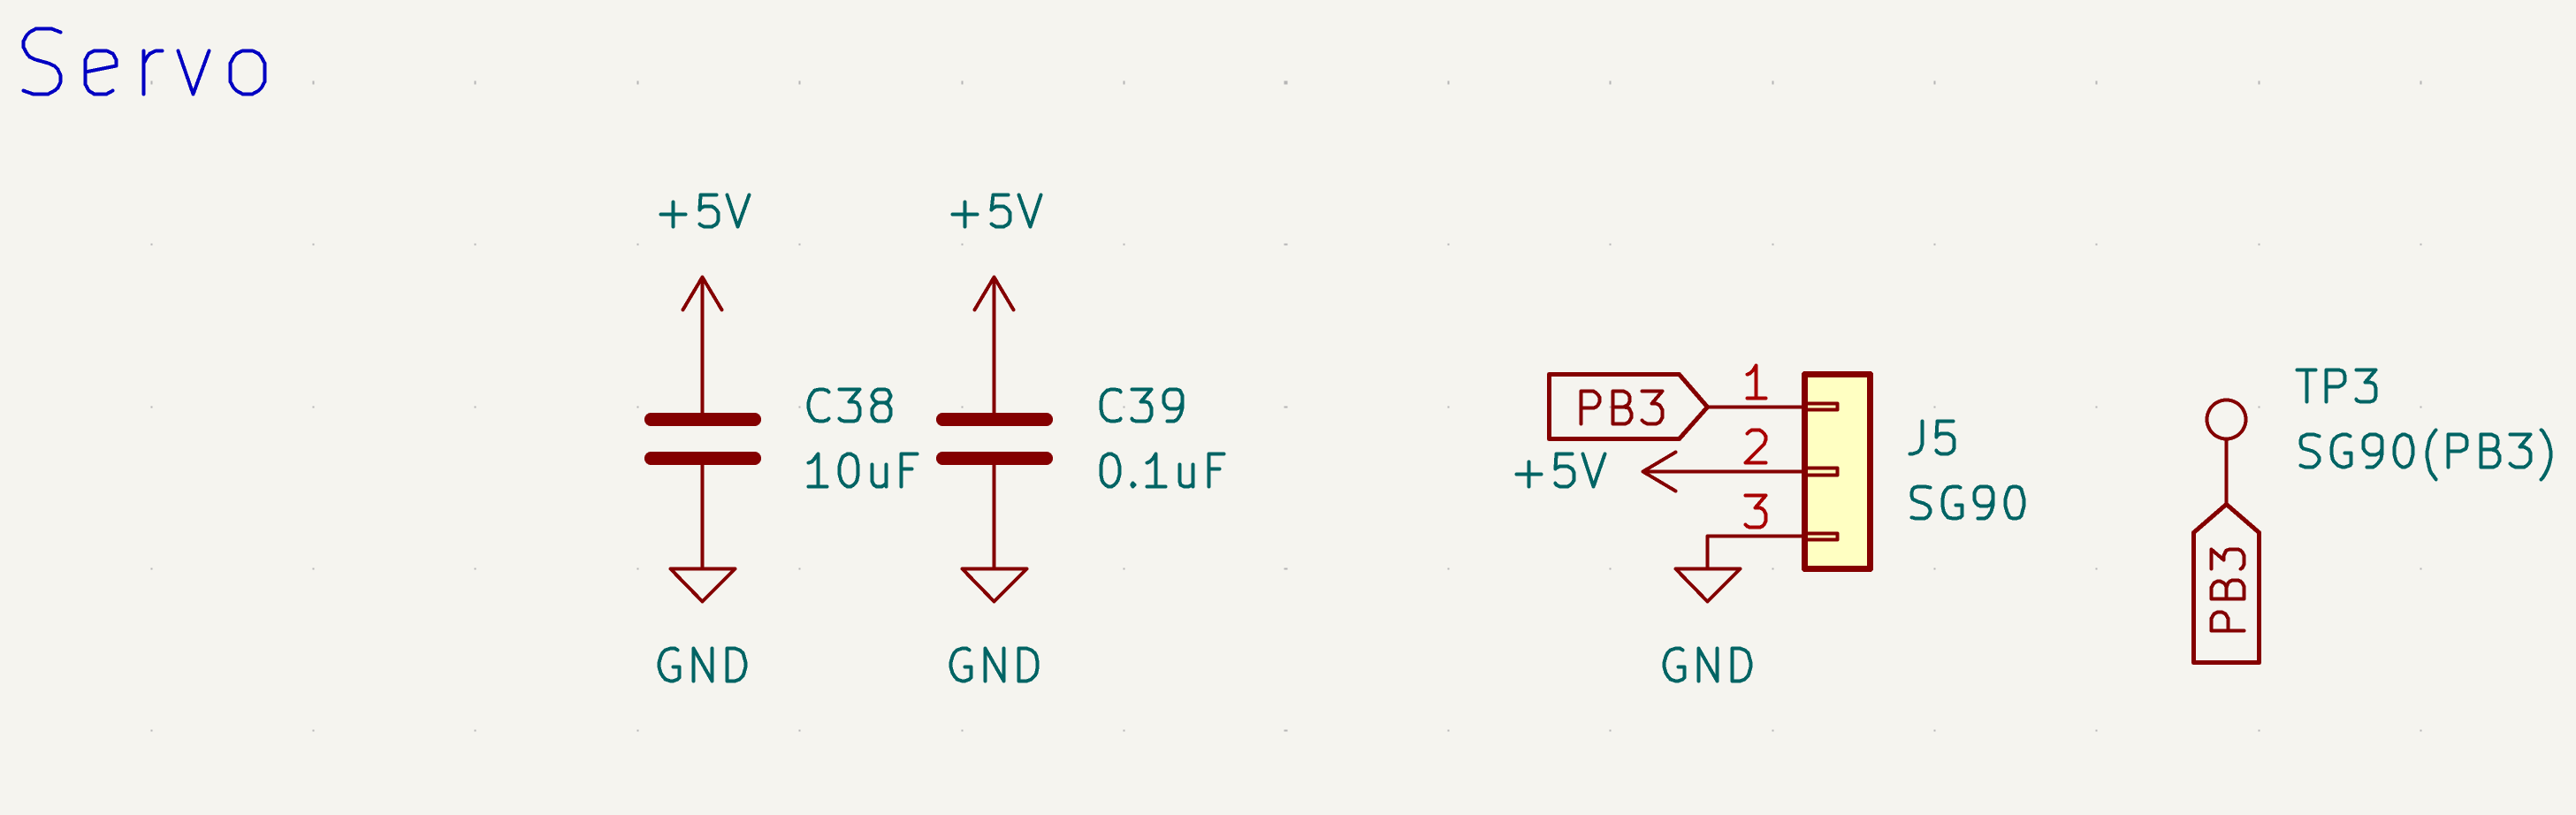 Servo
+5V
+5V
C38
10uF
C39
0.1uF
GND
GND
PB3
1
+5V
2
3
GND
J5
SG90
TP3
SG90(PB3)
PB3